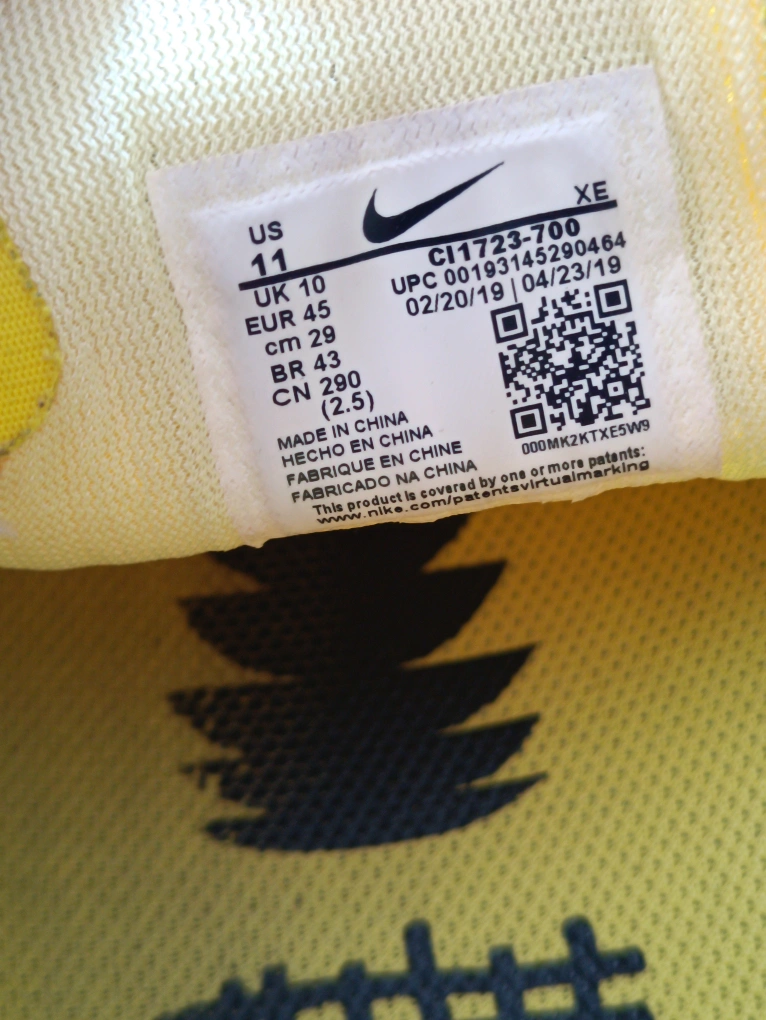 XE
US
11
CI1723-700
UPC 00193145290464
02/20/19 | 04/23/19
UK 10
EUR 45
cm 29
BR 43
CN 290
(2.5)
000MK2KTXE5W9
MADE IN CHINA
HECHO EN CHINA
FABRIQUE EN CHINE
FABRICADO NA CHINA
This product is covered by one or more patents:
www.nike.com/patentsvirtualmarking